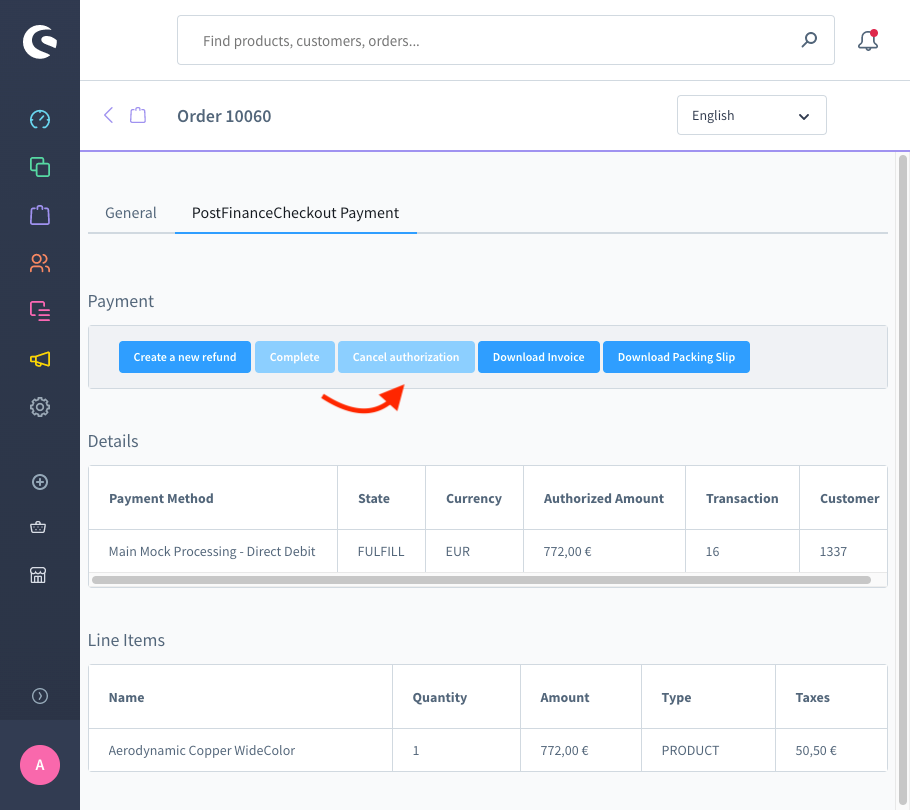 Find products, customers, orders...
Order 10060
English
General
PostFinanceCheckout Payment
Payment
Create a new refund
Complete
Cancel authorization
Download Invoice
Download Packing Slip
Details
Payment Method State Currency Authorized Amount Transaction Customer
Main Mock Processing - Direct Debit FULFILL EUR 772,00 € 16 1337
Line Items
Name Quantity Amount Type Taxes
Aerodynamic Copper WideColor 1 772,00 € PRODUCT 50,50 €
A